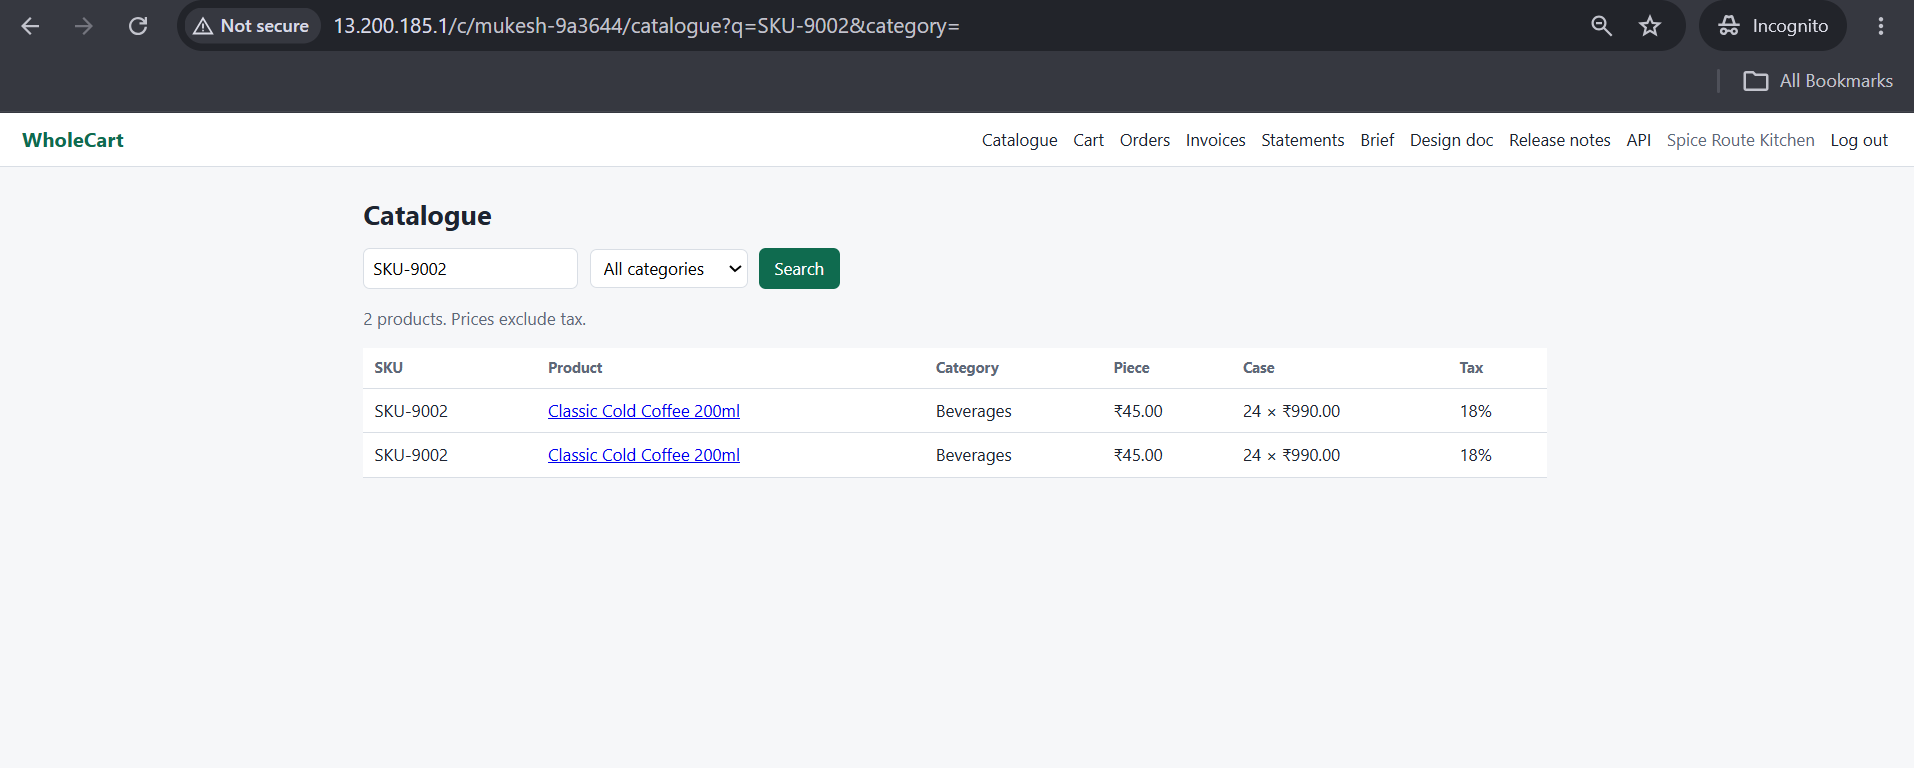 Not secure 13.200.185.1/c/mukesh-9a3644/catalogue?q=SKU-9002&category= Incognito
All Bookmarks
WholeCart Catalogue Cart Orders Invoices Statements Brief Design doc Release notes API Spice Route Kitchen Log out
Catalogue
SKU-9002 All categories Search
2 products. Prices exclude tax.
SKU Product Category Piece Case Tax
SKU-9002 Classic Cold Coffee 200ml Beverages ₹45.00 24 × ₹990.00 18%
SKU-9002 Classic Cold Coffee 200ml Beverages ₹45.00 24 × ₹990.00 18%